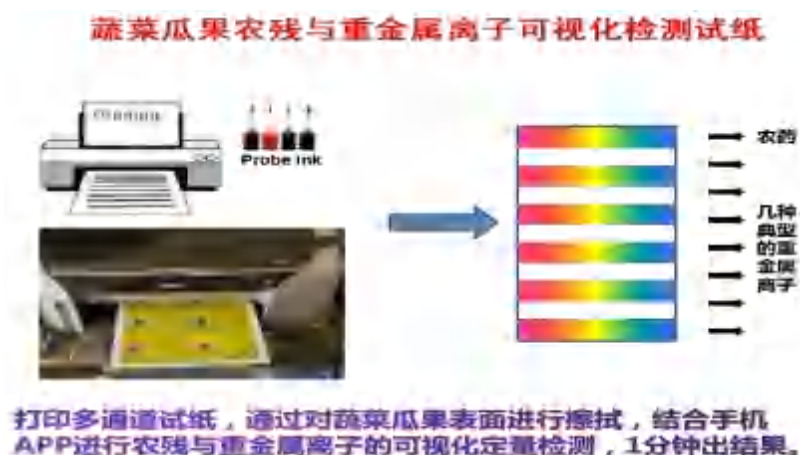 蔬菜瓜果农残与重金属离子可视化检测试纸
Probe Ink
农药
几种
典型
的重
金属
离子
打印多通道试纸，通过对蔬菜瓜果表面进行擦拭，结合手机
APP进行农残与重金属离子的可视化定量检测，1分钟出结果。